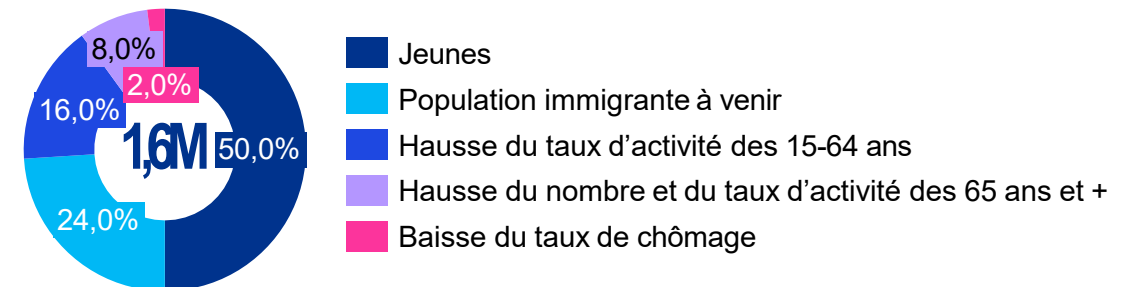 8,0%
2,0%
16,0%
1,6M
50,0%
24,0%
Jeunes
Population immigrante à venir
Hausse du taux d’activité des 15-64 ans
Hausse du nombre et du taux d’activité des 65 ans et +
Baisse du taux de chômage